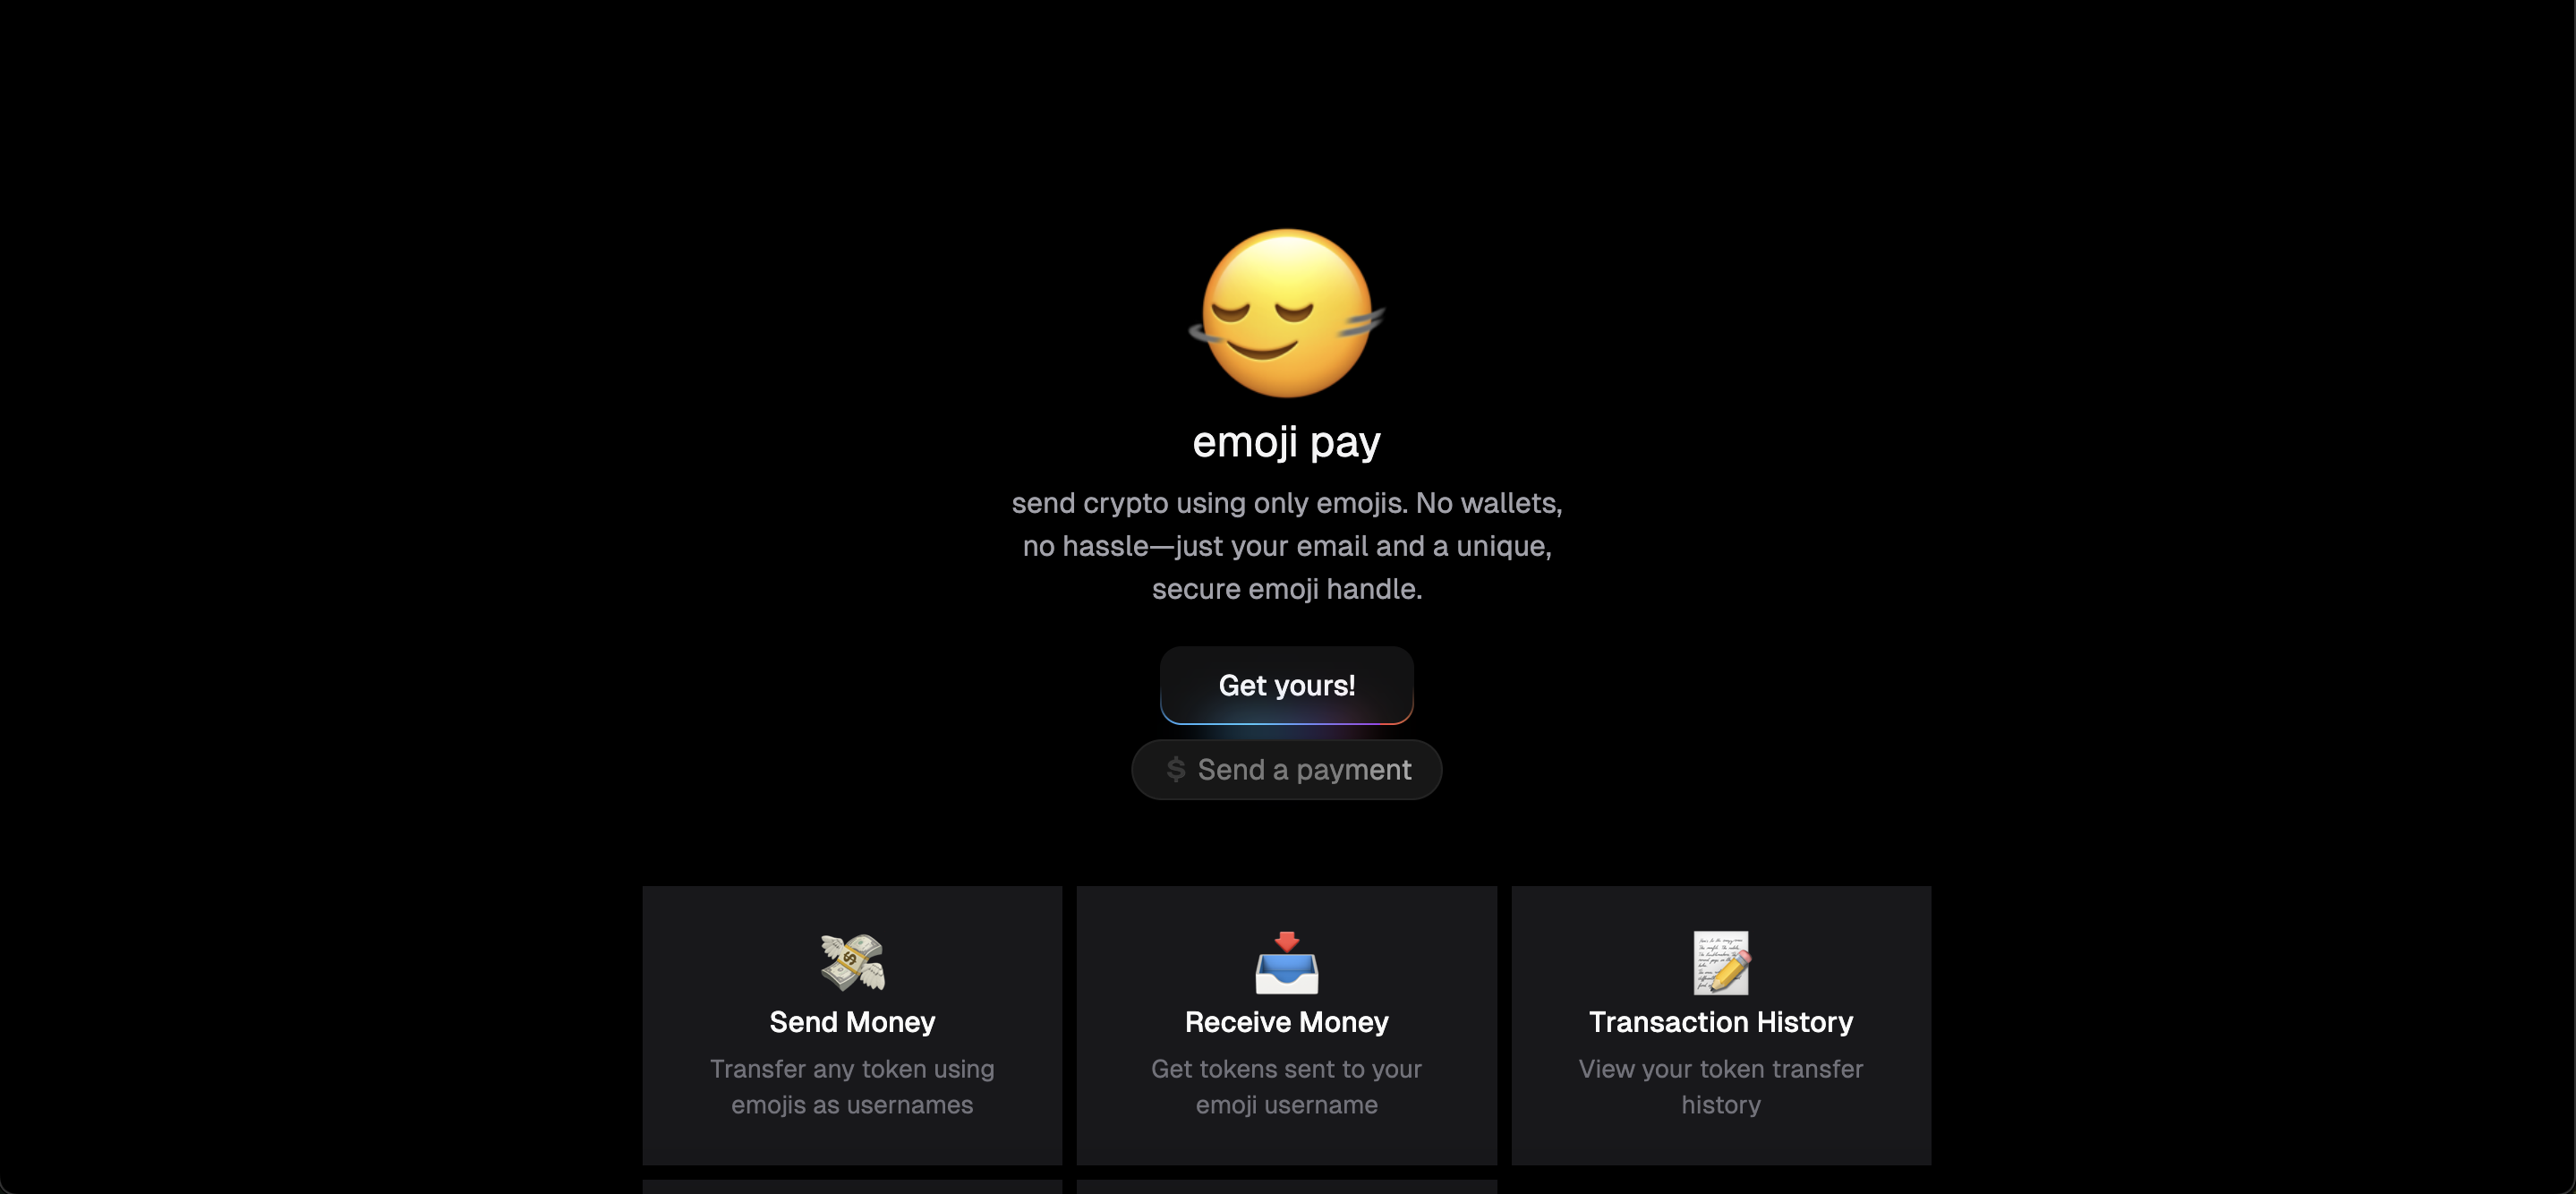 emoji pay
send crypto using only emojis. No wallets,
no hassle—just your email and a unique,
secure emoji handle.
Get yours!
$ Send a payment
Send Money
Transfer any token using
emojis as usernames
Receive Money
Get tokens sent to your
emoji username
Transaction History
View your token transfer
history